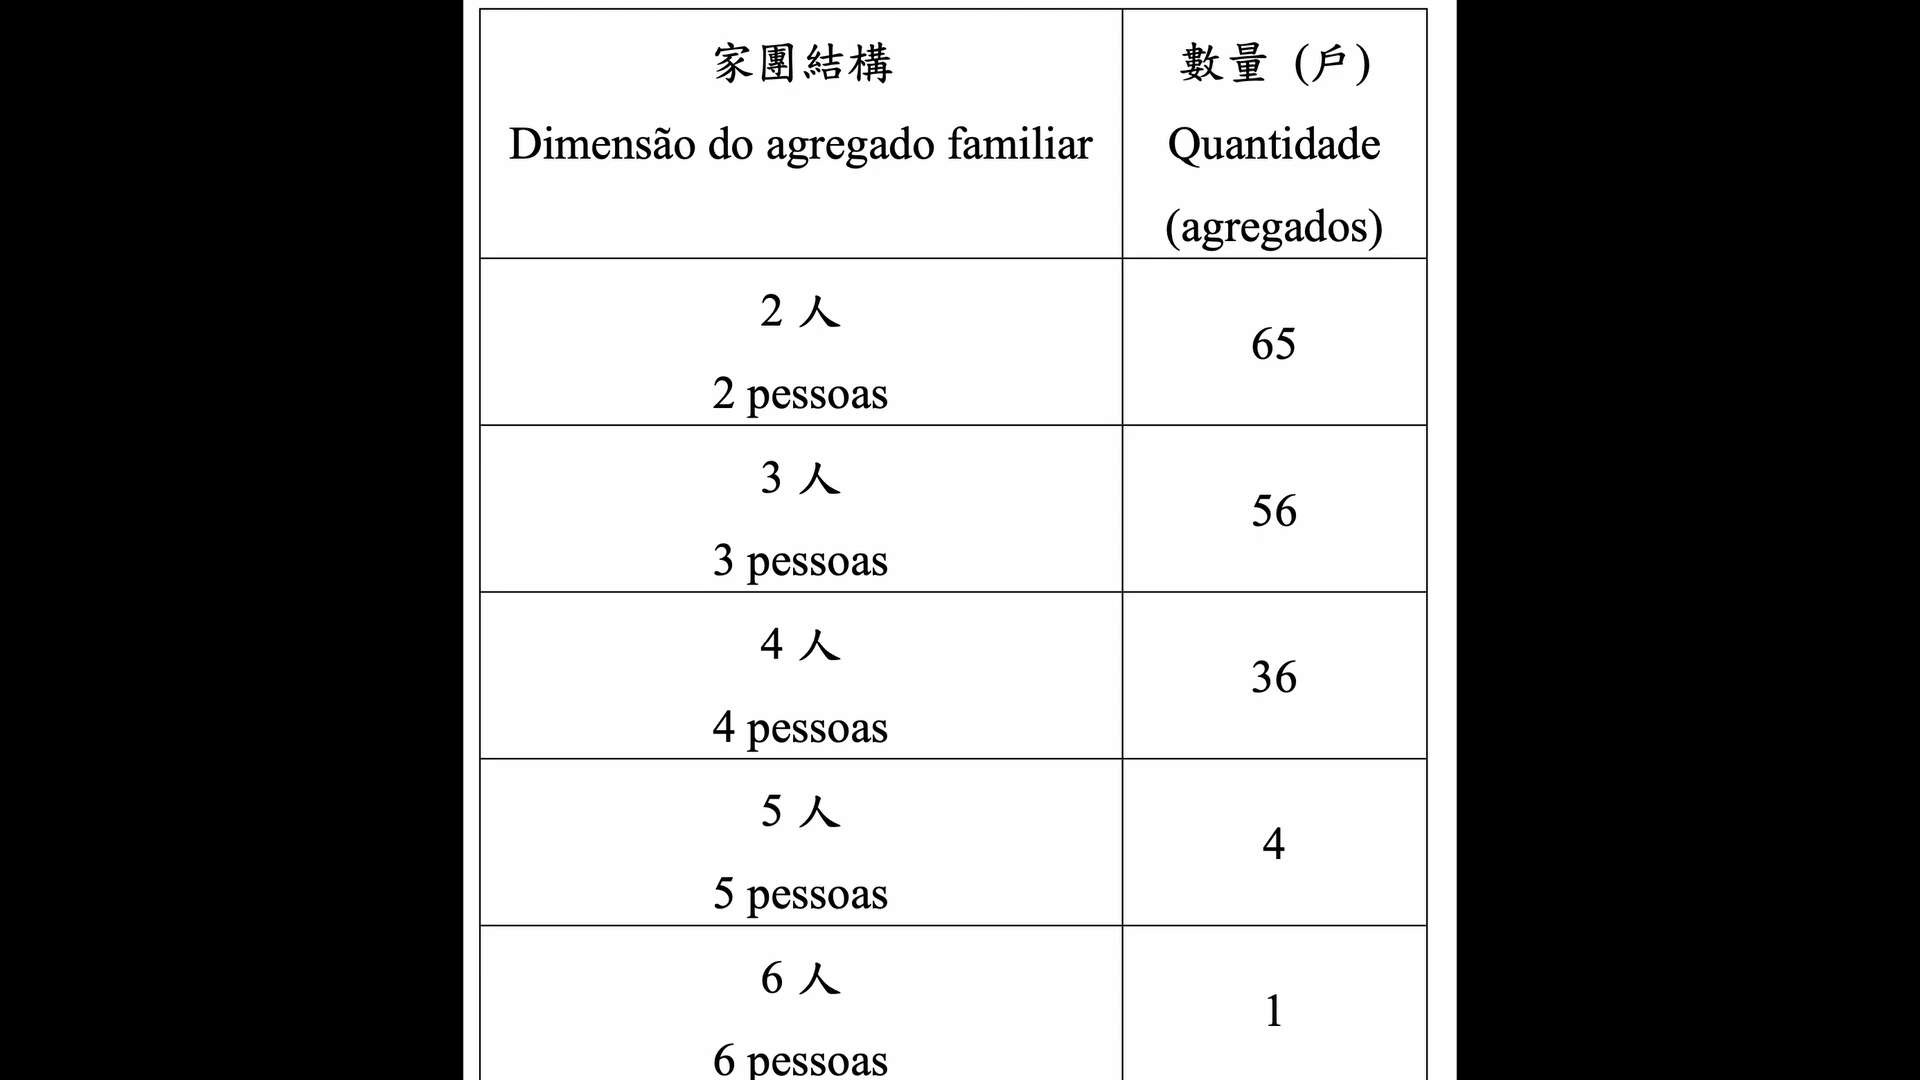 家團結構
Dimensão do agregado familiar
數量 (戶)
Quantidade
(agregados)
2 人
2 pessoas
65
3 人
3 pessoas
56
4 人
4 pessoas
36
5 人
5 pessoas
4
6 人
6 pessoas
1